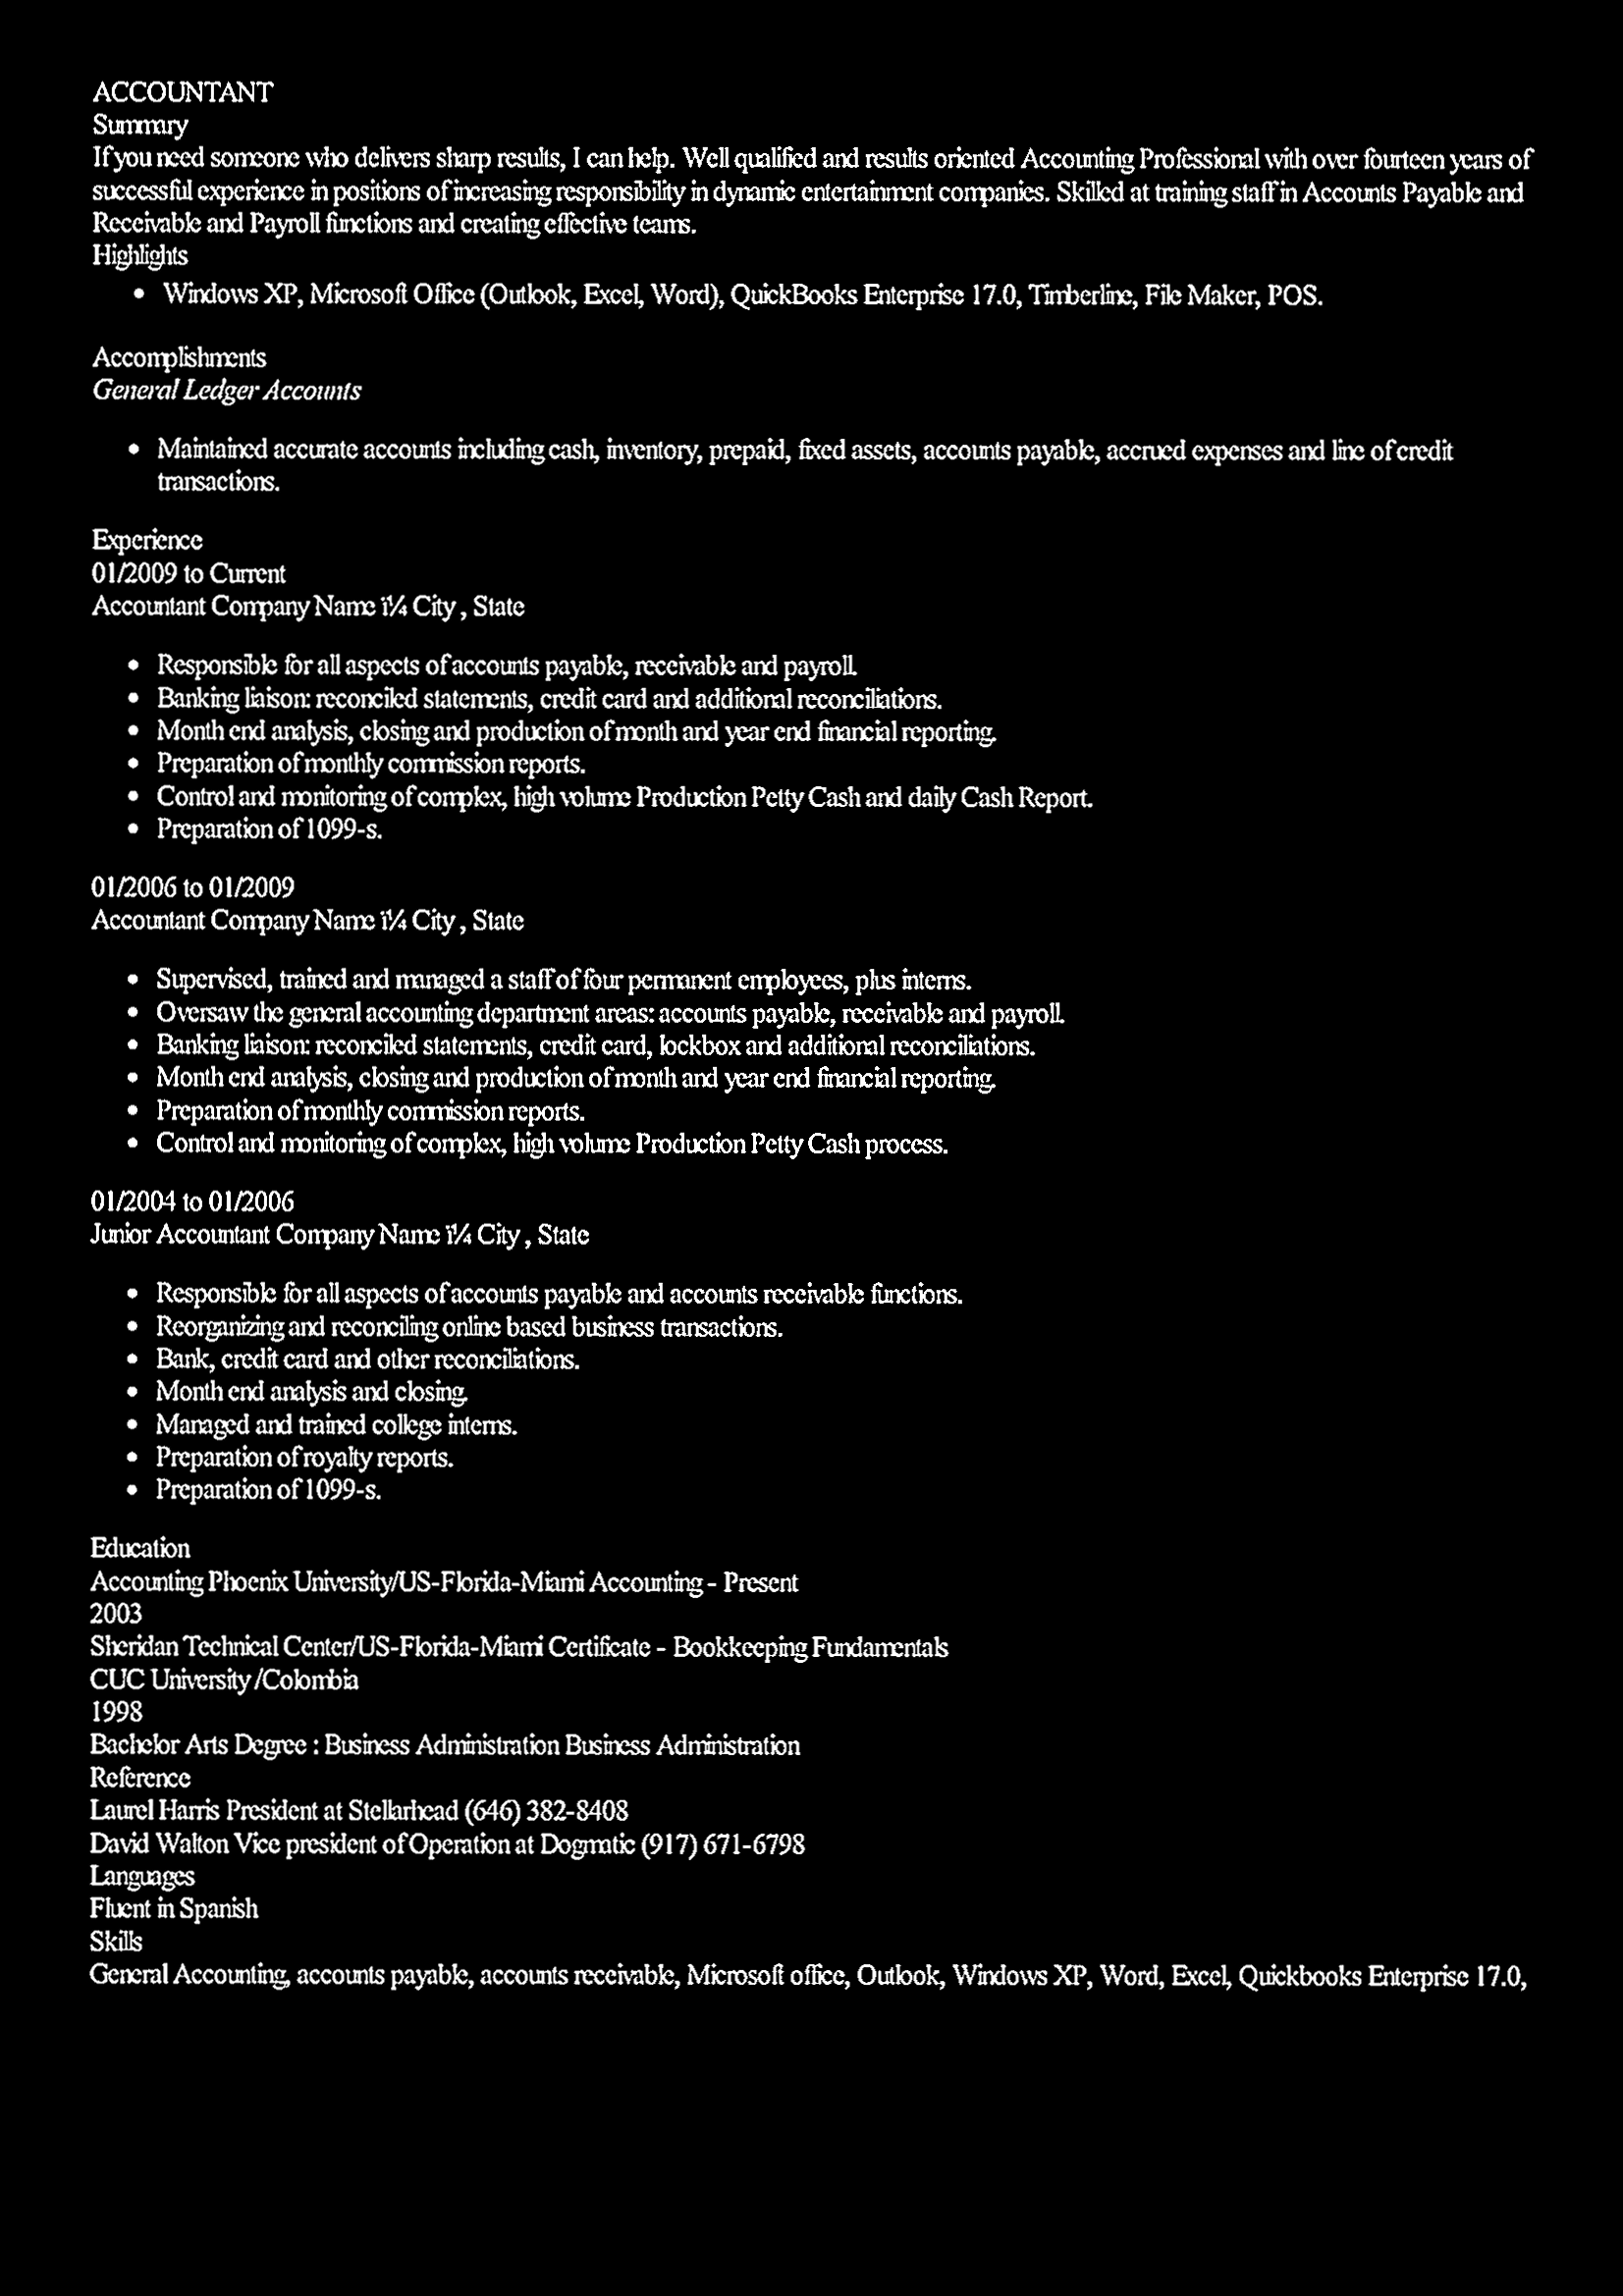 ACCOUNTANT
Summary
If you need someone who delivers sharp results, I can help. Well qualified and results oriented Accounting Professional with over fourteen years of
successful experience in positions of increasing responsibility in dynamic entertainment companies. Skilled at training staff in Accounts Payable and
Receivable and Payroll functions and creating effective teams.
Highlights
• Windows XP, Microsoft Office (Outlook, Excel, Word), QuickBooks Enterprise 17.0, Timberline, File Maker, POS.
Accomplishments
General Ledger Accounts
• Maintained accurate accounts including cash, inventory, prepaid, fixed assets, accounts payable, accrued expenses and line of credit
transactions.
Experience
01/2009 to Current
Accountant Company Name ï¼ City , State
• Responsible for all aspects of accounts payable, receivable and payroll.
• Banking liaison: reconciled statements, credit card and additional reconciliations.
• Month end analysis, closing and production of month and year end financial reporting.
• Preparation of monthly commission reports.
• Control and monitoring of complex, high volume Production Petty Cash and daily Cash Report.
• Preparation of 1099-s.
01/2006 to 01/2009
Accountant Company Name ï¼ City , State
• Supervised, trained and managed a staff of four permanent employees, plus interns.
• Oversaw the general accounting department areas: accounts payable, receivable and payroll.
• Banking liaison: reconciled statements, credit card, lockbox and additional reconciliations.
• Month end analysis, closing and production of month and year end financial reporting.
• Preparation of monthly commission reports.
• Control and monitoring of complex, high volume Production Petty Cash process.
01/2004 to 01/2006
Junior Accountant Company Name ï¼ City , State
• Responsible for all aspects of accounts payable and accounts receivable functions.
• Reorganizing and reconciling online based business transactions.
• Bank, credit card and other reconciliations.
• Month end analysis and closing.
• Managed and trained college interns.
• Preparation of royalty reports.
• Preparation of 1099-s.
Education
Accounting Phoenix University/US-Florida-Miami Accounting - Present
2003
Sheridan Technical Center/US-Florida-Miami Certificate - Bookkeeping Fundamentals
CUC University /Colombia
1998
Bachelor Arts Degree : Business Administration Business Administration
Reference
Laurel Harris President at Stellarhead (646) 382-8408
David Walton Vice president of Operation at Dogmatic (917) 671-6798
Languages
Fluent in Spanish
Skills
General Accounting, accounts payable, accounts receivable, Microsoft office, Outlook, Windows XP, Word, Excel, Quickbooks Enterprise 17.0,